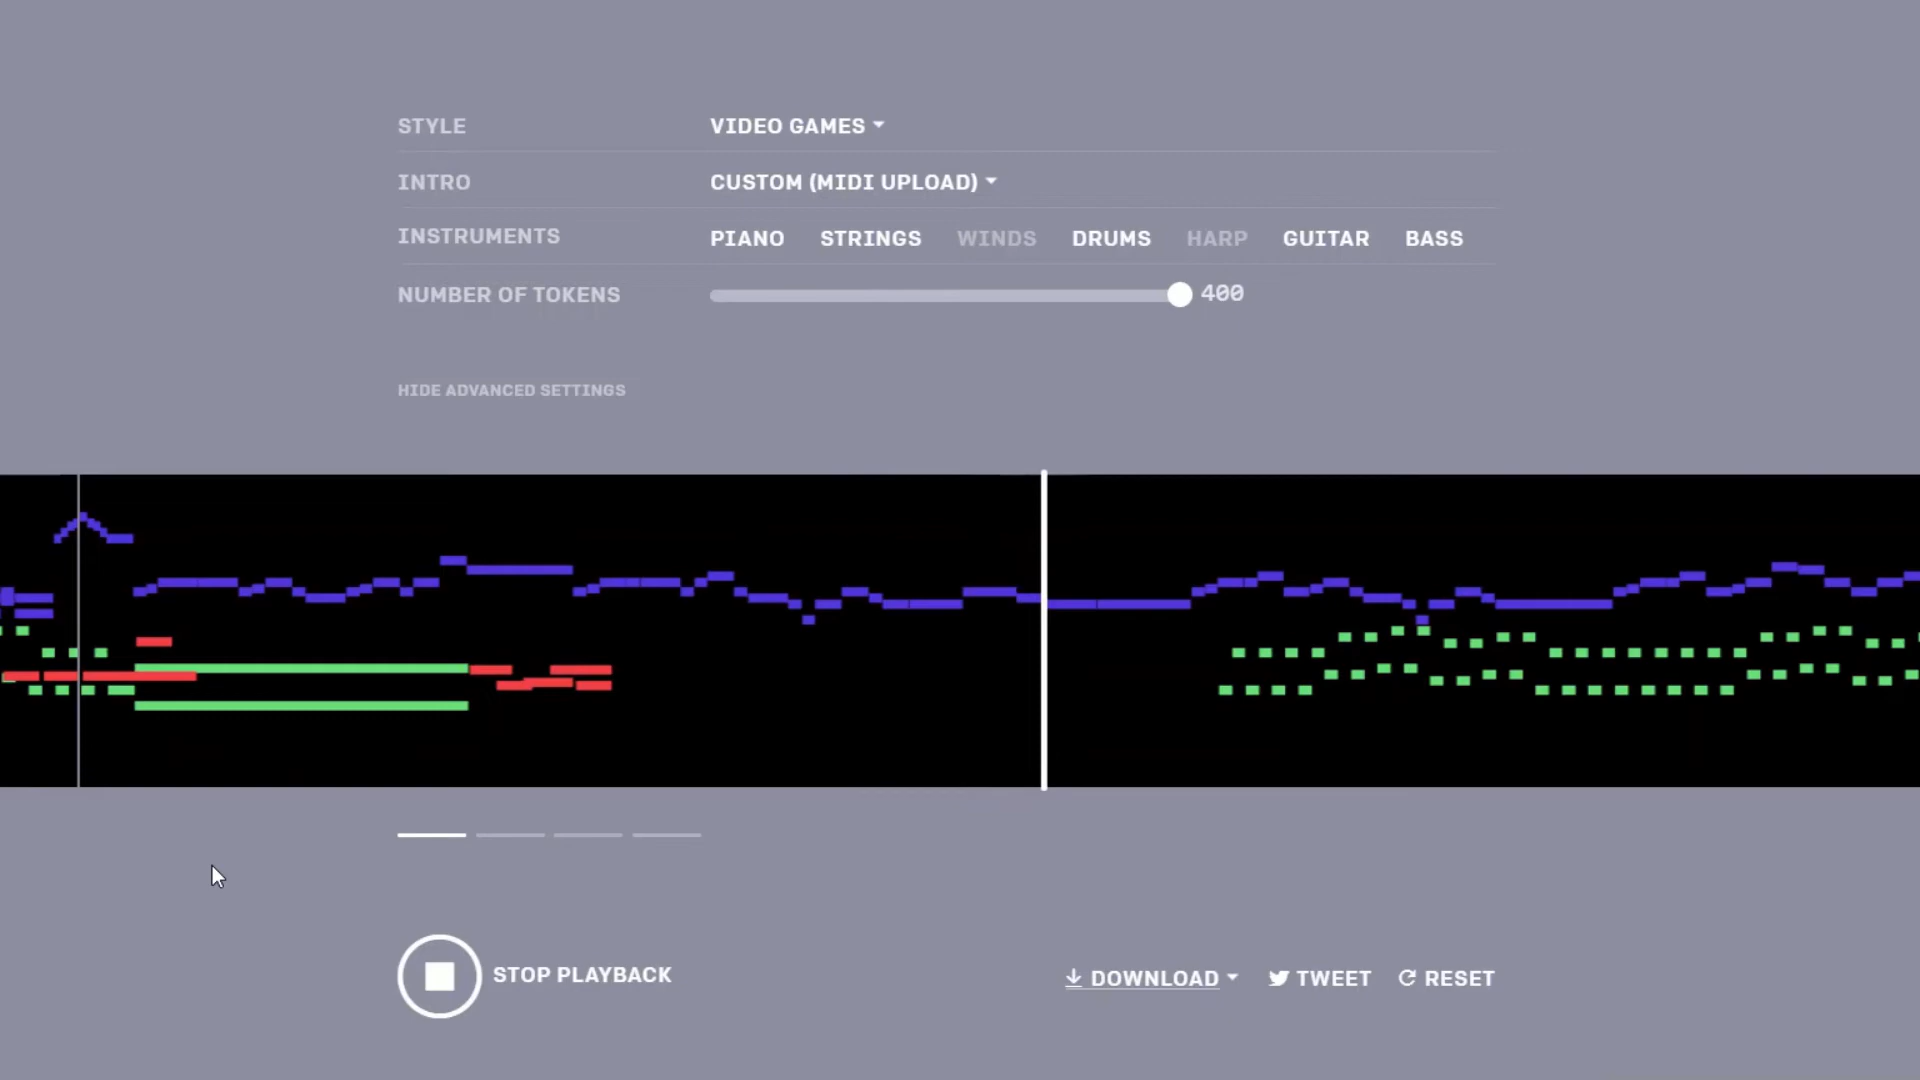 STYLE VIDEO GAMES
INTRO CUSTOM (MIDI UPLOAD)
INSTRUMENTS PIANO STRINGS WINDS DRUMS HARP GUITAR BASS
NUMBER OF TOKENS 400
HIDE ADVANCED SETTINGS
STOP PLAYBACK DOWNLOAD TWEET RESET